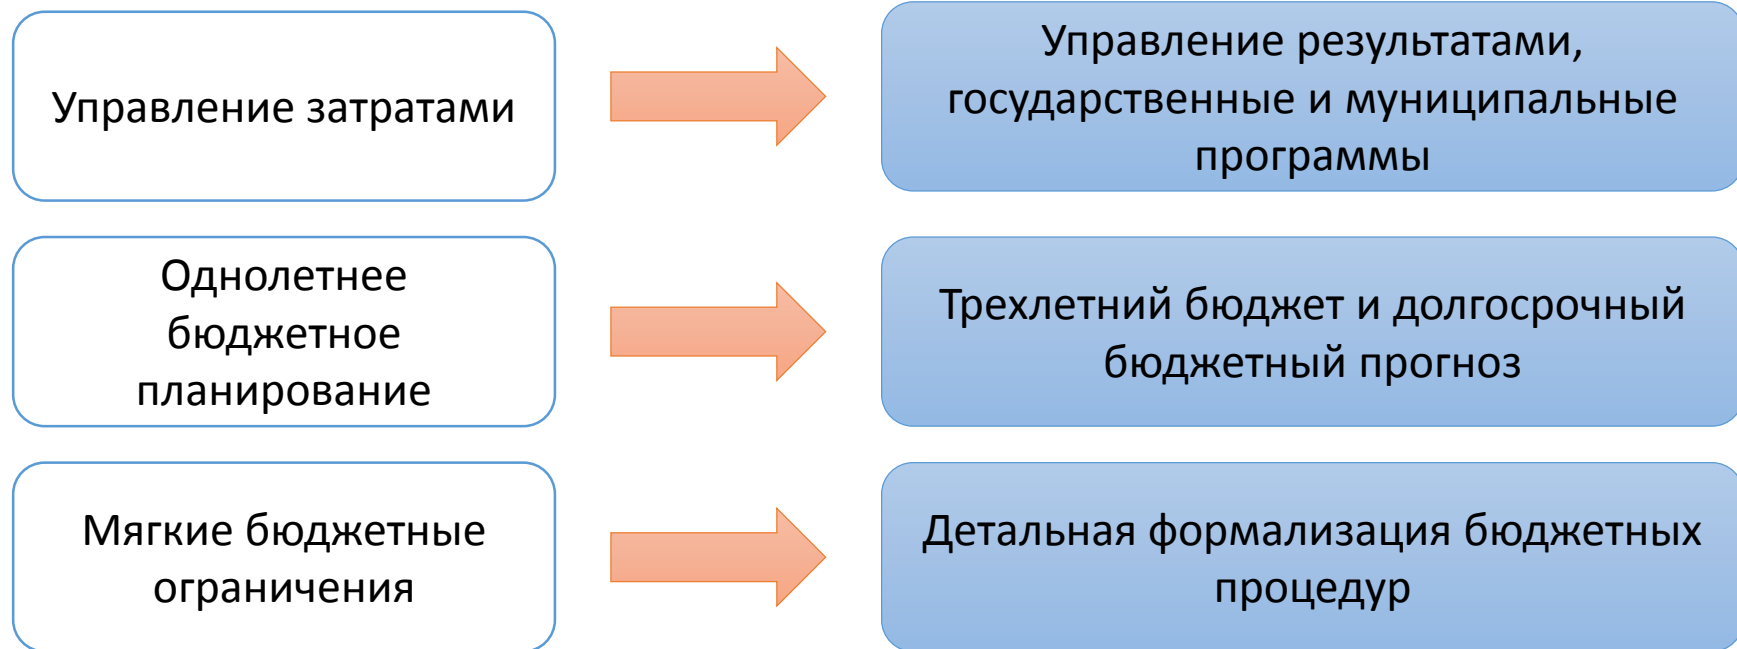 Управление затратами
Управление результатами,
государственные и муниципальные
программы
Однолетнее
бюджетное
планирование
Трехлетний бюджет и долгосрочный
бюджетный прогноз
Мягкие бюджетные
ограничения
Детальная формализация бюджетных
процедур